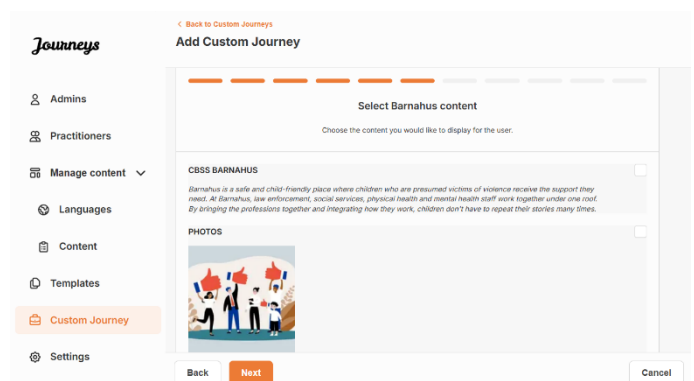 < Back to Custom Journeys
Journeys
Add Custom Journey
Admins
Practitioners
Manage content
Languages
Content
Templates
Custom Journey
Settings
Select Barnahus content
Choose the content you would like to display for the user.
CBSS BARNAHUS
Barnahus is a safe and child-friendly place where children who are presumed victims of violence receive the support they
need. At Barnahus, law enforcement, social services, physical health and mental health staff work together under one roof.
By bringing the professions together and integrating how they work, children don't have to repeat their stories many times.
PHOTOS
Back
Next
Cancel